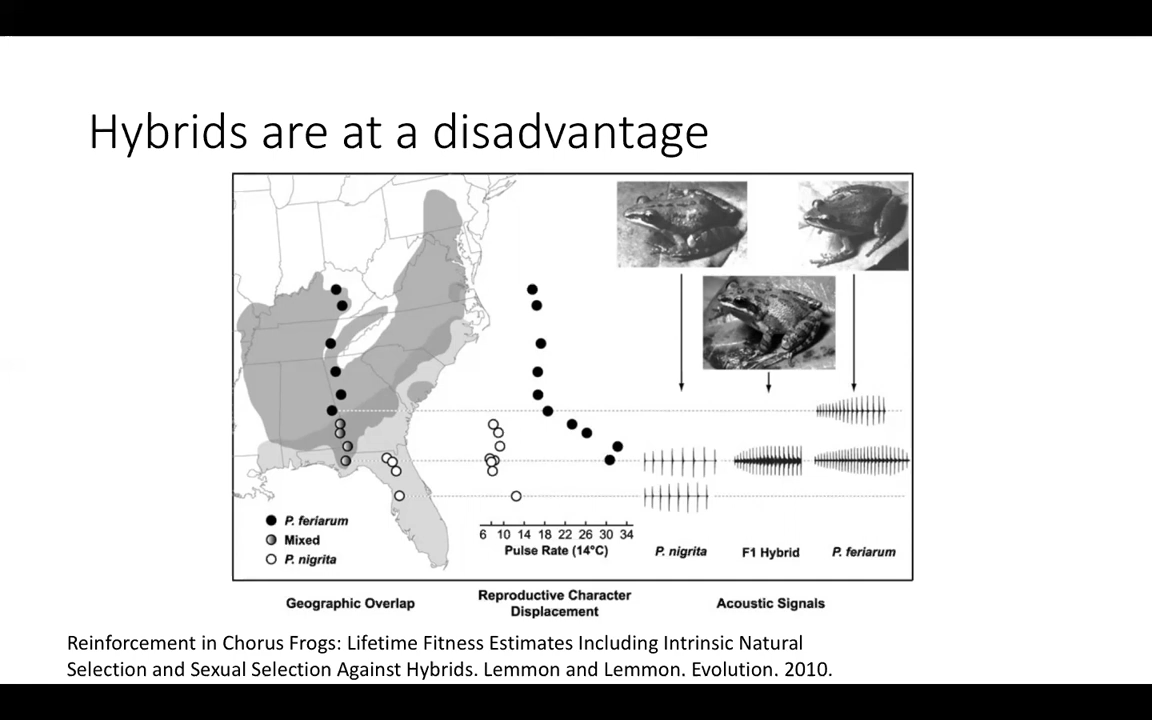 Hybrids are at a disadvantage
P. feriarum
Mixed
P. nigrita
6 10 14 18 22 26 30 34
Pulse Rate (14°C)
P. nigrita
F1 Hybrid
P. feriarum
Geographic Overlap
Reproductive Character
Displacement
Acoustic Signals
Reinforcement in Chorus Frogs: Lifetime Fitness Estimates Including Intrinsic Natural
Selection and Sexual Selection Against Hybrids. Lemmon and Lemmon. Evolution. 2010.